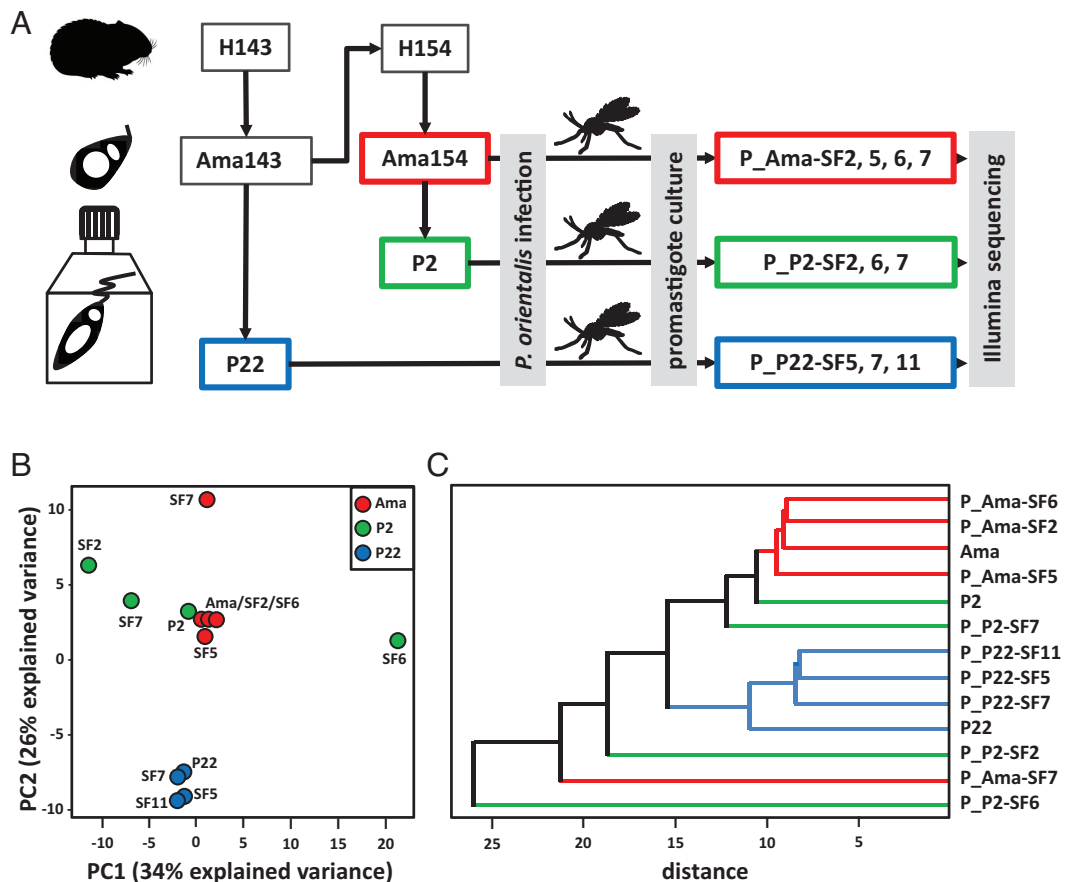 A
H143
H154
Ama143
Ama154
P. orientalis infection
promastigote culture
P_Ama-SF2, 5, 6, 7
Illumina sequencing
P2
P_P2-SF2, 6, 7
P22
P_P22-SF5, 7, 11
B
PC2 (26% explained variance)
10
5
0
-5
-10
SF7
Ama
P2
P22
SF2
SF7
P2
Ama/SF2/SF6
SF5
SF6
SF7
P22
SF11
SF5
-10
-5
0
5
10
15
20
PC1 (34% explained variance)
C
P_Ama-SF6
P_Ama-SF2
Ama
P_Ama-SF5
P2
P_P2-SF7
P_P22-SF11
P_P22-SF5
P_P22-SF7
P22
P_P2-SF2
P_Ama-SF7
P_P2-SF6
25
20
15
10
5
distance